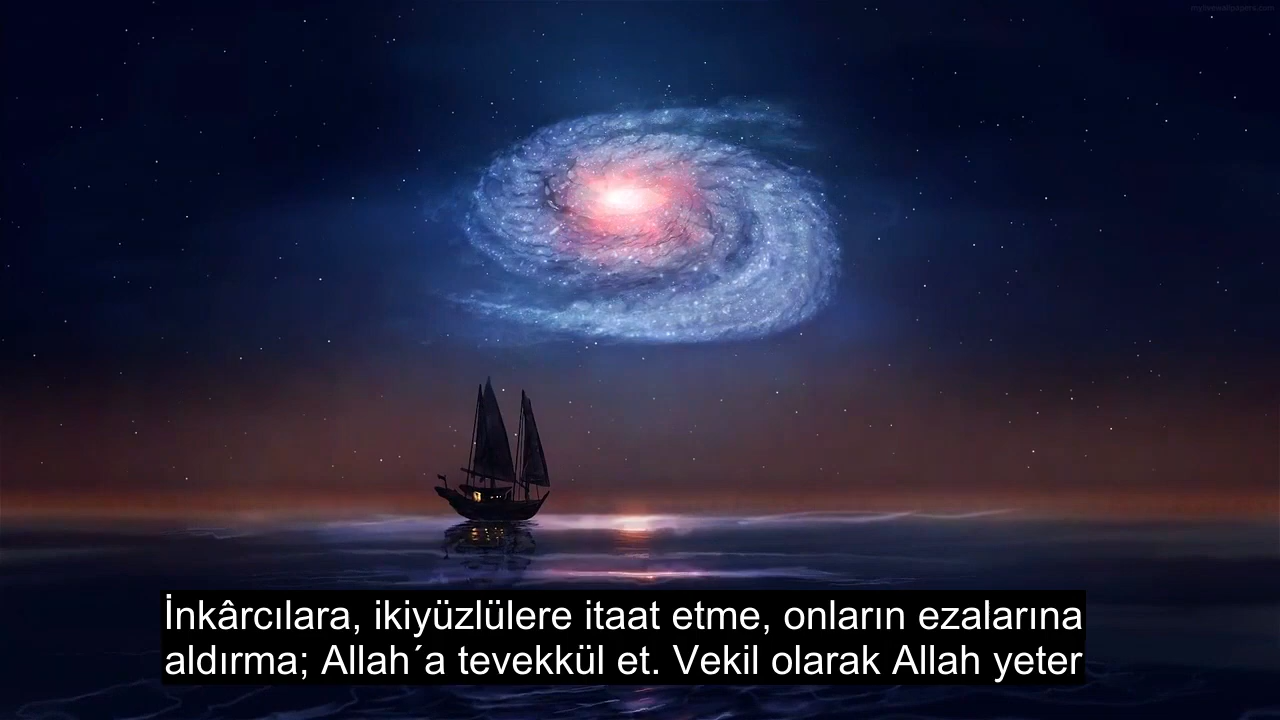 İnkârcılara, ikiyüzlülere itaat etme, onların ezalarına
aldırma; Allah´a tevekkül et. Vekil olarak Allah yeter